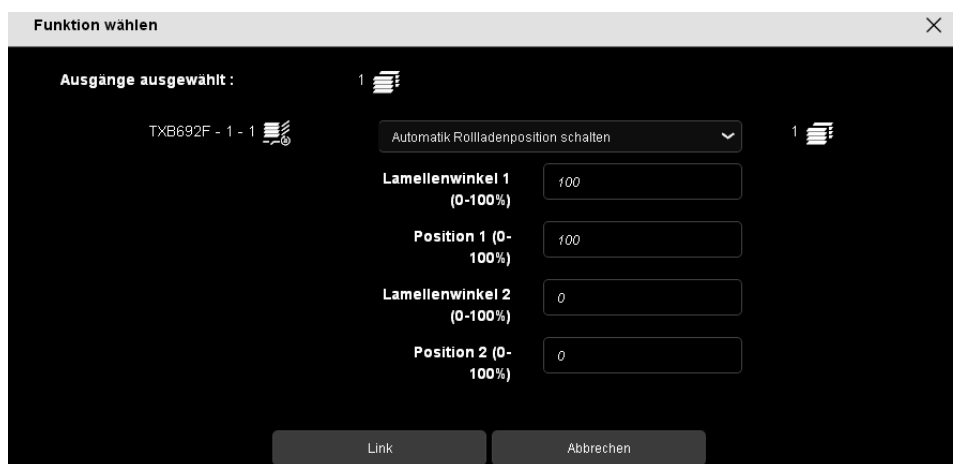 Funktion wählen
Ausgänge ausgewählt :
1
TXB692F - 1 - 1
Automatik Rollladenposition schalten
1
Lamellenwinkel 1
(0-100%)
100
Position 1 (0-
100%)
100
Lamellenwinkel 2
(0-100%)
0
Position 2 (0-
100%)
0
Link
Abbrechen